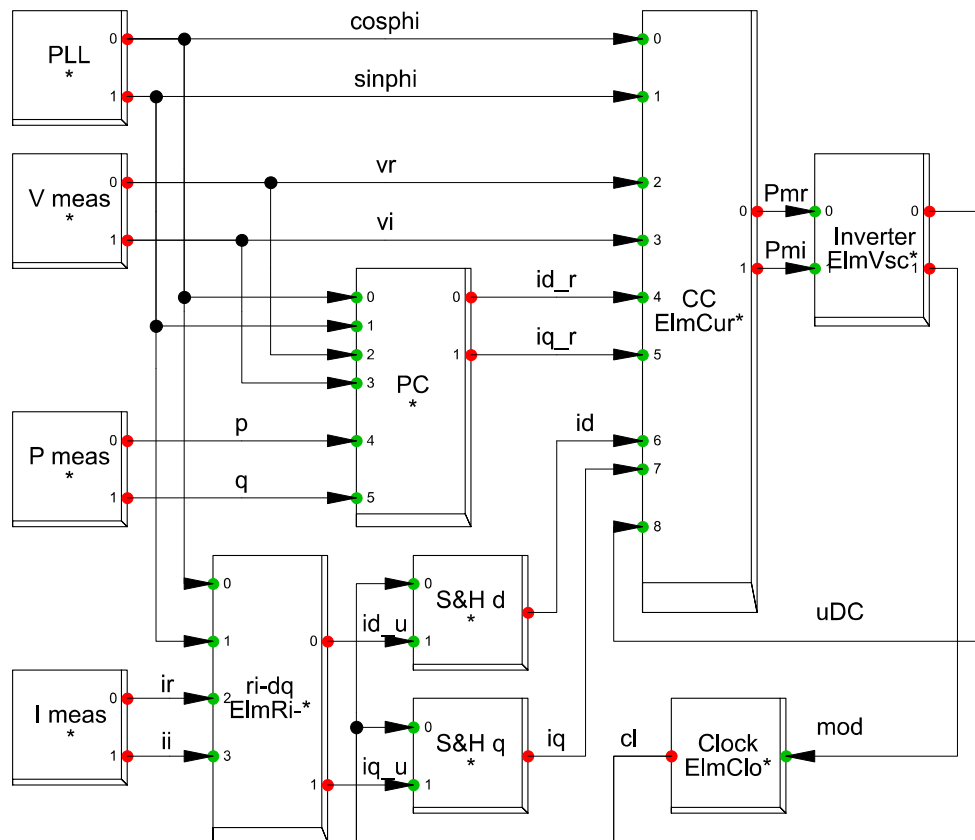 cosphi
0
PLL
*
1
sinphi
0
1
0
V meas
*
1
vr
vi
2
3
0
1
2
3
4
5
PC
*
0
1
id_r
iq_r
4
CC
ElmCur*
5
0
1
Pmr
Pmi
0
0
Inverter
ElmVsc*
1
1
0
P meas
*
1
p
q
id
6
7
8
uDC
0
1
2
3
ri-dq
ElmRi-*
0
1
id_u
iq_u
0
S&H d
*
1
0
I meas
*
1
ir
ii
0
S&H q
*
1
iq
cl
Clock
ElmClo*
mod